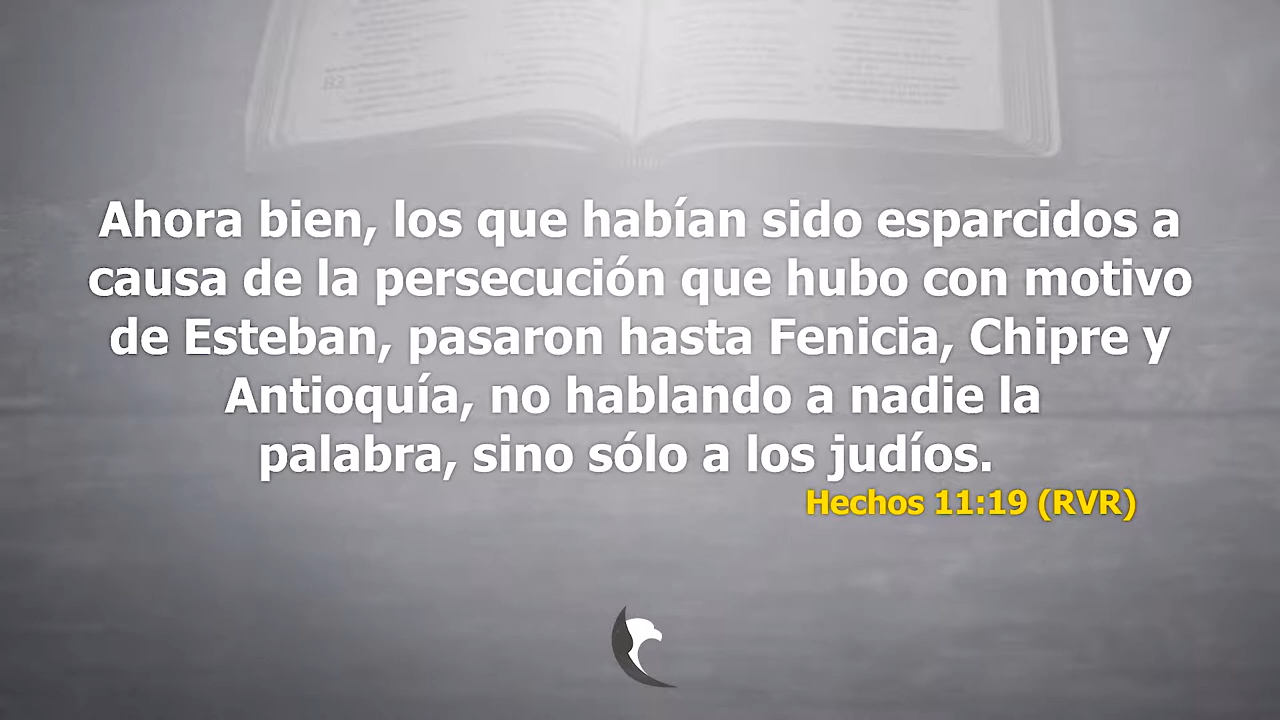 Ahora bien, los que habían sido esparcidos a
causa de la persecución que hubo con motivo
de Esteban, pasaron hasta Fenicia, Chipre y
Antioquía, no hablando a nadie la
palabra, sino sólo a los judíos.
Hechos 11:19 (RVR)